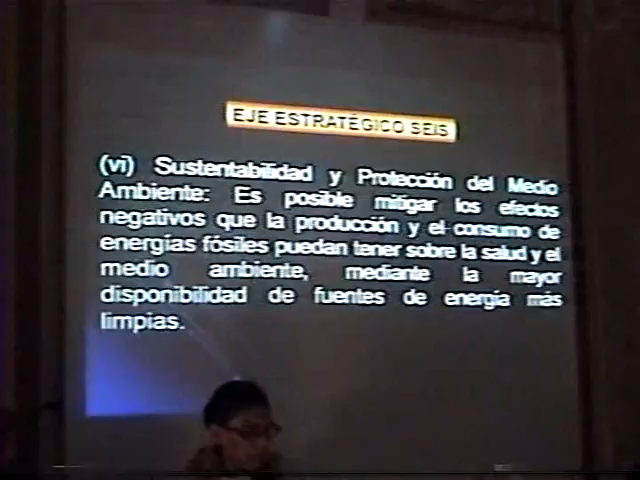 EJE ESTRATÉGICO SEIS
(vi) Sustentabilidad y Protección del Medio
Ambiente: Es posible mitigar los efectos
negativos que la producción y el consumo de
energías fósiles puedan tener sobre la salud y el
medio ambiente, mediante la mayor
disponibilidad de fuentes de energía más
limpias.